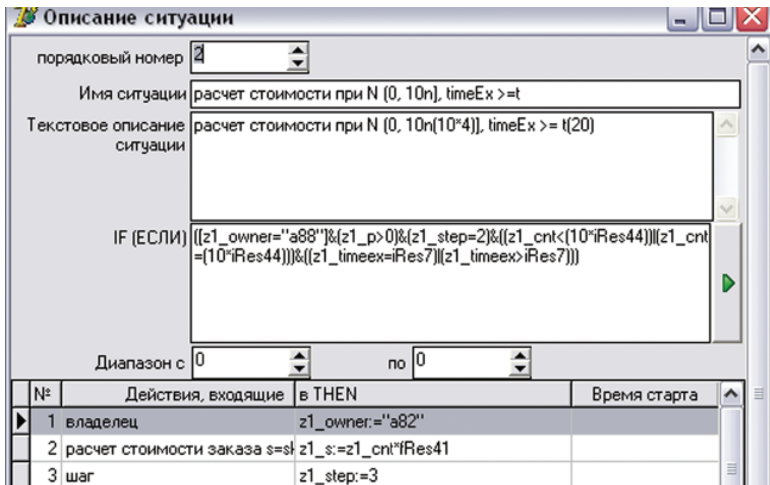 Описание ситуации
порядковый номер 2
Имя ситуации расчет стоимости при N (0, 10n], timeEx >=t
Текстовое описание ситуации расчет стоимости при N (0, 10n(10*4)], timeEx >= t(20)
IF (ЕСЛИ) (([z1_owner="a88"]&(z1_p>0)&(z1_step=2)&((z1_cnt<(10*iRes44))|(z1_cnt
=(10*iRes44)))&((z1_timeex=iRes7)|(z1_timeex>iRes7)))
Диапазон с 0 по 0
№ Действия, входящие в THEN Время старта
1 владелец z1_owner:="a82"
2 расчет стоимости заказа z1_s:=z1_cnt*fRes41
3 шаг z1_step:=3